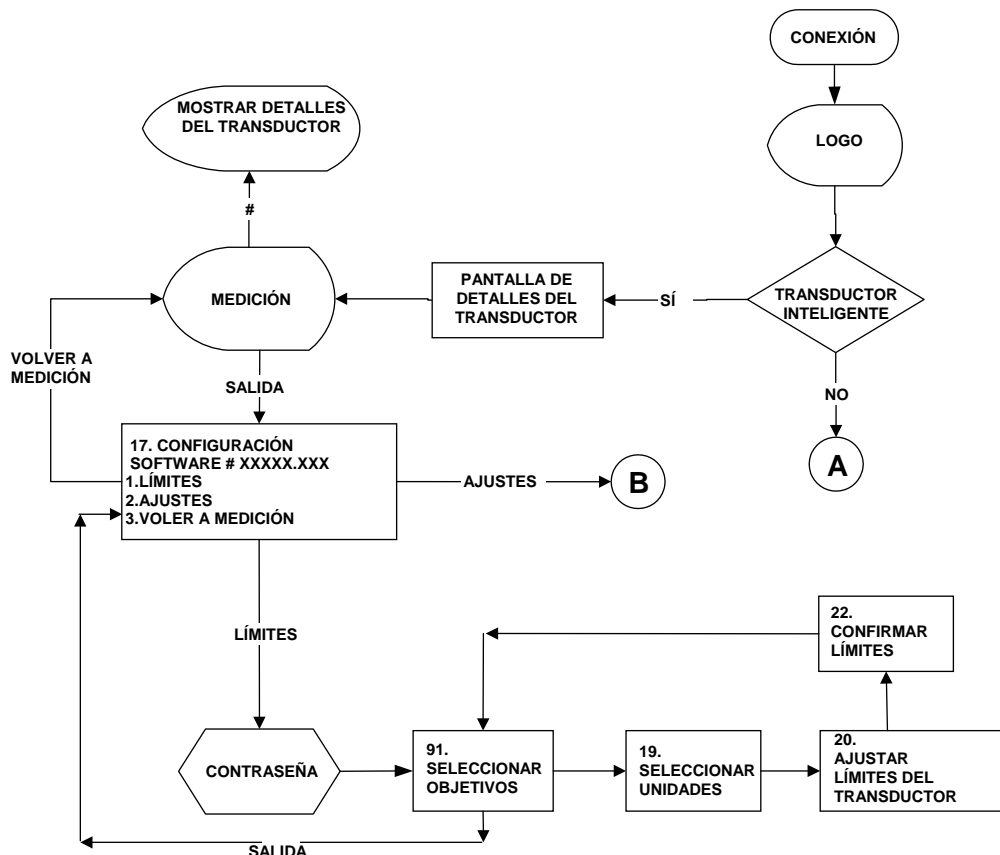 CONEXIÓN
MOSTRAR DETALLES
DEL TRANSDUCTOR
LOGO
#
MEDICIÓN
PANTALLA DE
DETALLES DEL
TRANSDUCTOR
SÍ
TRANSDUCTOR
INTELIGENTE
VOLVER A
MEDICIÓN
SALIDA
NO
17. CONFIGURACIÓN
SOFTWARE # XXXXX.XXX
1.LÍMITES
2.AJUSTES
3.VOLER A MEDICIÓN
AJUSTES
B
A
LÍMITES
22.
CONFIRMAR
LÍMITES
CONTRASEÑA
91.
SELECCIONAR
OBJETIVOS
19.
SELECCIONAR
UNIDADES
20.
AJUSTAR
LÍMITES DEL
TRANSDUCTOR
SALIDA